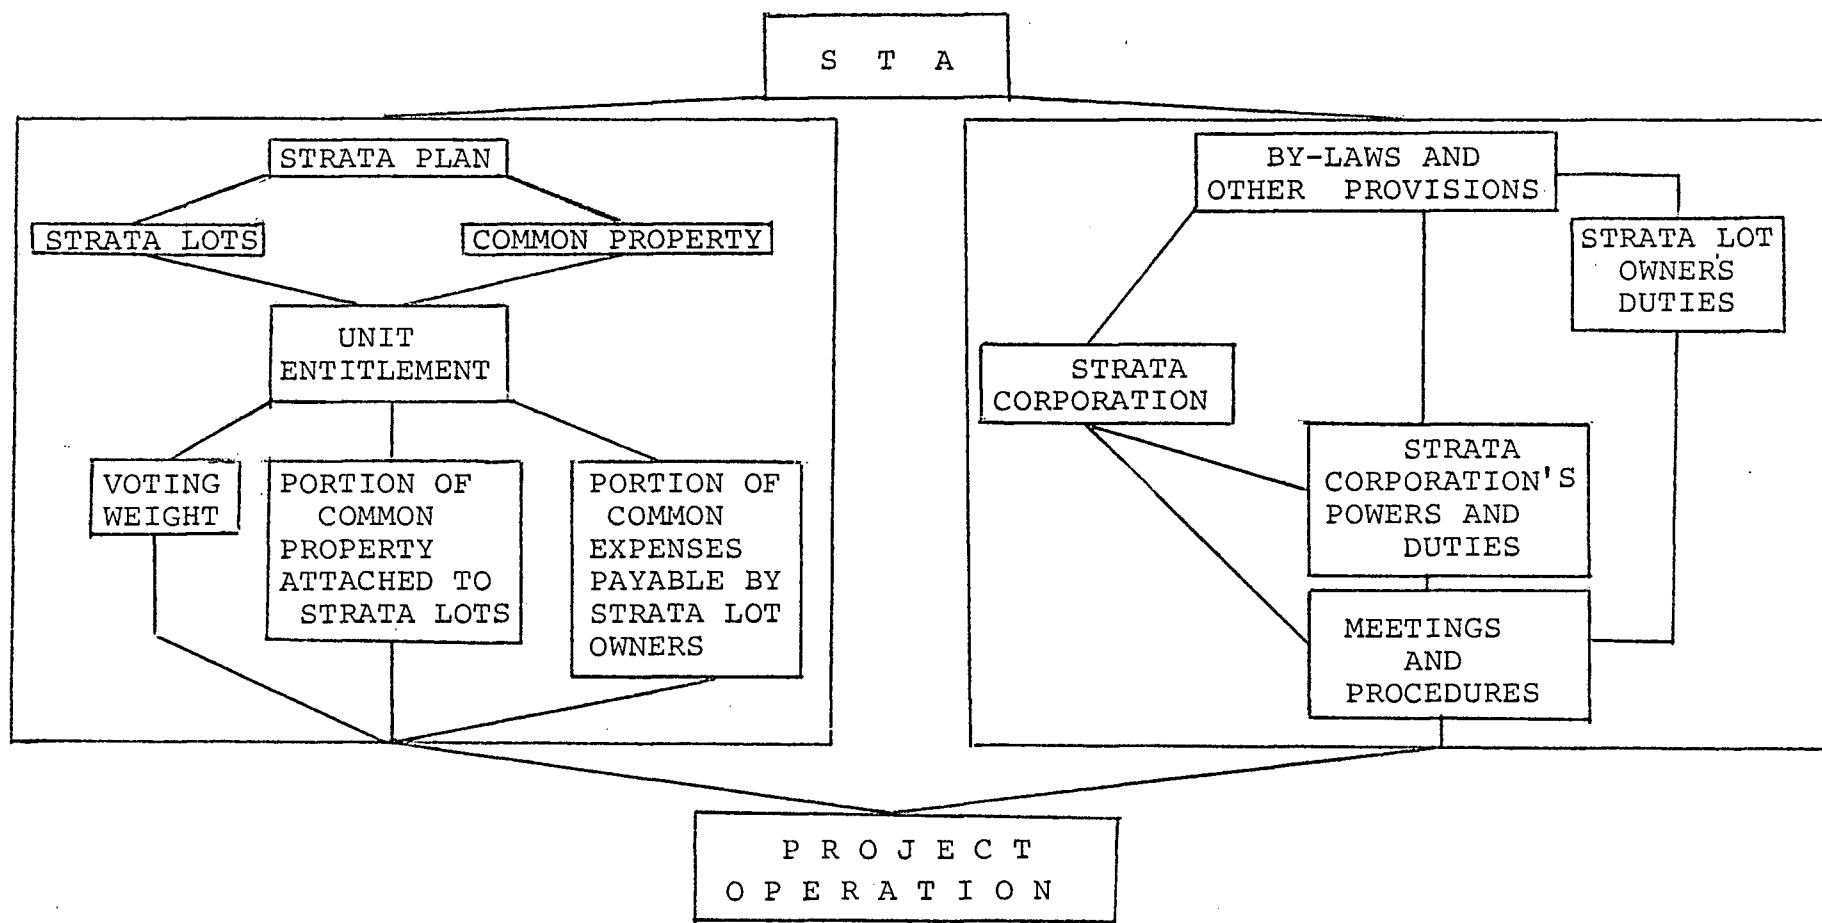 S T A
STRATA PLAN
STRATA LOTS
COMMON PROPERTY
UNIT
ENTITLEMENT
VOTING
WEIGHT
PORTION OF
COMMON
PROPERTY
ATTACHED TO
STRATA LOTS
PORTION OF
COMMON
EXPENSES
PAYABLE BY
STRATA LOT
OWNERS
BY-LAWS AND
OTHER PROVISIONS
STRATA LOT
OWNER'S
DUTIES
STRATA
CORPORATION
STRATA
CORPORATION'S
POWERS AND
DUTIES
MEETINGS
AND
PROCEDURES
P R O J E C T
O P E R A T I O N